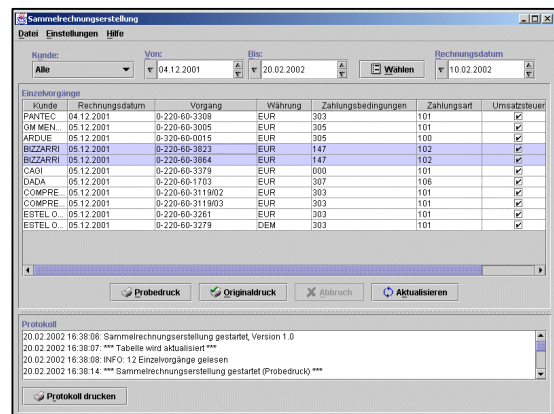 Sammelrechnungserstellung
Datei Einstellungen Hilfe
Kunde: Von: Bis: Rechnungsdatum
Alle 04.12.2001 20.02.2002 Wählen 10.02.2002
Einzelvorgänge
Kunde Rechnungsdatum Vorgang Währung Zahlungsbedingungen Zahlungsart Umsatzsteuer
PANTEC 04.12.2001 0-220-60-3308 EUR 303 101
GM MEN... 05.12.2001 0-220-60-3005 EUR 305 101
ARDUE 05.12.2001 0-320-60-0015 EUR 305 100
BIZZARRI 05.12.2001 0-220-60-3823 EUR 147 102
BIZZARRI 05.12.2001 0-220-60-3864 EUR 147 102
CAGI 05.12.2001 0-220-60-3379 EUR 000 101
DADA 05.12.2001 0-220-60-1703 EUR 307 106
COMPRE... 05.12.2001 0-220-60-3119/02 EUR 303 101
COMPRE... 05.12.2001 0-220-60-3119/03 EUR 303 101
ESTEL O... 05.12.2001 0-220-60-3261 EUR 303 101
ESTEL O... 05.12.2001 0-220-60-3279 DEM 303 101
Probedruck Originaldruck Abbruch Aktualisieren
Protokoll
20.02.2002 16:38:06: Sammelrechnungserstellung gestartet, Version 1.0
20.02.2002 16:38:07: *** Tabelle wird aktualisiert ***
20.02.2002 16:38:08: INFO: 12 Einzelvorgänge gelesen
20.02.2002 16:38:14: *** Sammelrechnungserstellung gestartet (Probedruck) ***
Protokoll drucken